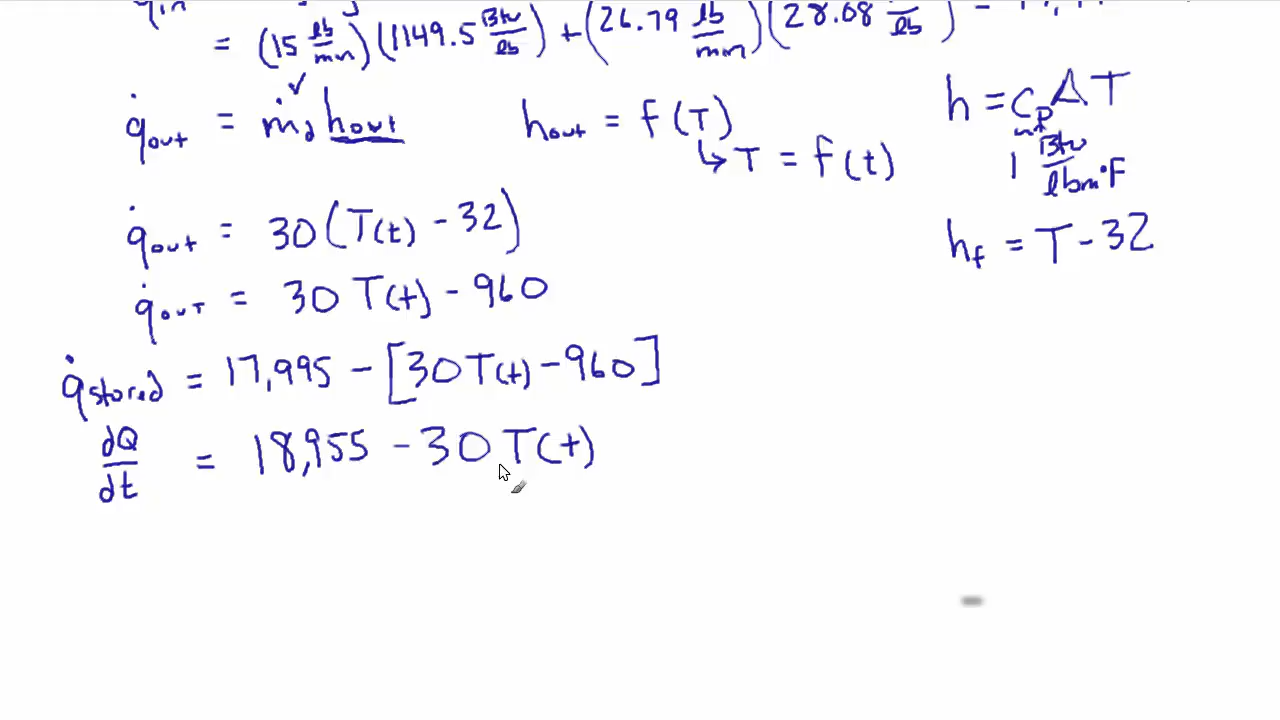 q̇in
= (15 lb/min)(1149.5 Btu/lb) + (26.79 lb/min)(28.08 /lb)
q̇out = ṁ₃ hout ✓ hout = f(T) h = Cp ΔT
↳ T = f(t) 1 Btu/lbm·°F
q̇out = 30(T(t) - 32) hf = T - 32
q̇out = 30 T(t) - 960
q̇stored = 17,995 - [30T(t) - 960]
dQ/dt = 18,955 - 30 T(t)